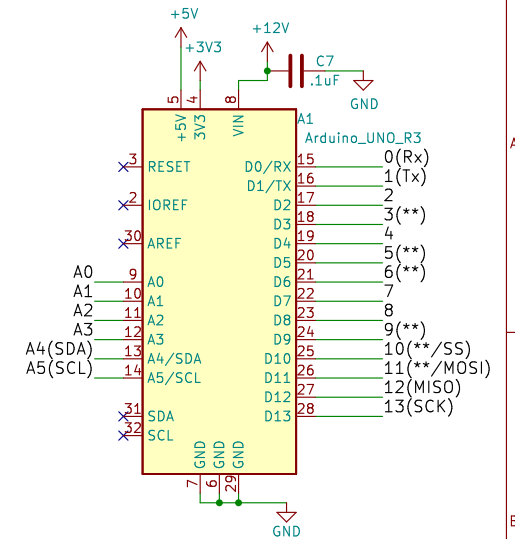 +5V
+12V
+3V3
C7
.1uF
GND
5 4 8
+5V 3V3 VIN
A1
Arduino_UNO_R3
3 RESET D0/RX 15 0(Rx)
D1/TX 16 1(Tx)
2 IOREF D2 17 2
D3 18 3(**)
30 AREF D4 19 4
D5 20 5(**)
A0 9 A0 D6 21 6(**)
A1 10 A1 D7 22 7
A2 11 A2 D8 23 8
A3 12 A3 D9 24 9(**)
A4(SDA) 13 A4/SDA D10 25 10(**/SS)
A5(SCL) 14 A5/SCL D11 26 11(**/MOSI)
D12 27 12(MISO)
31 SDA D13 28 13(SCK)
32 SCL
GND GND GND
7 6 29
GND
A
B